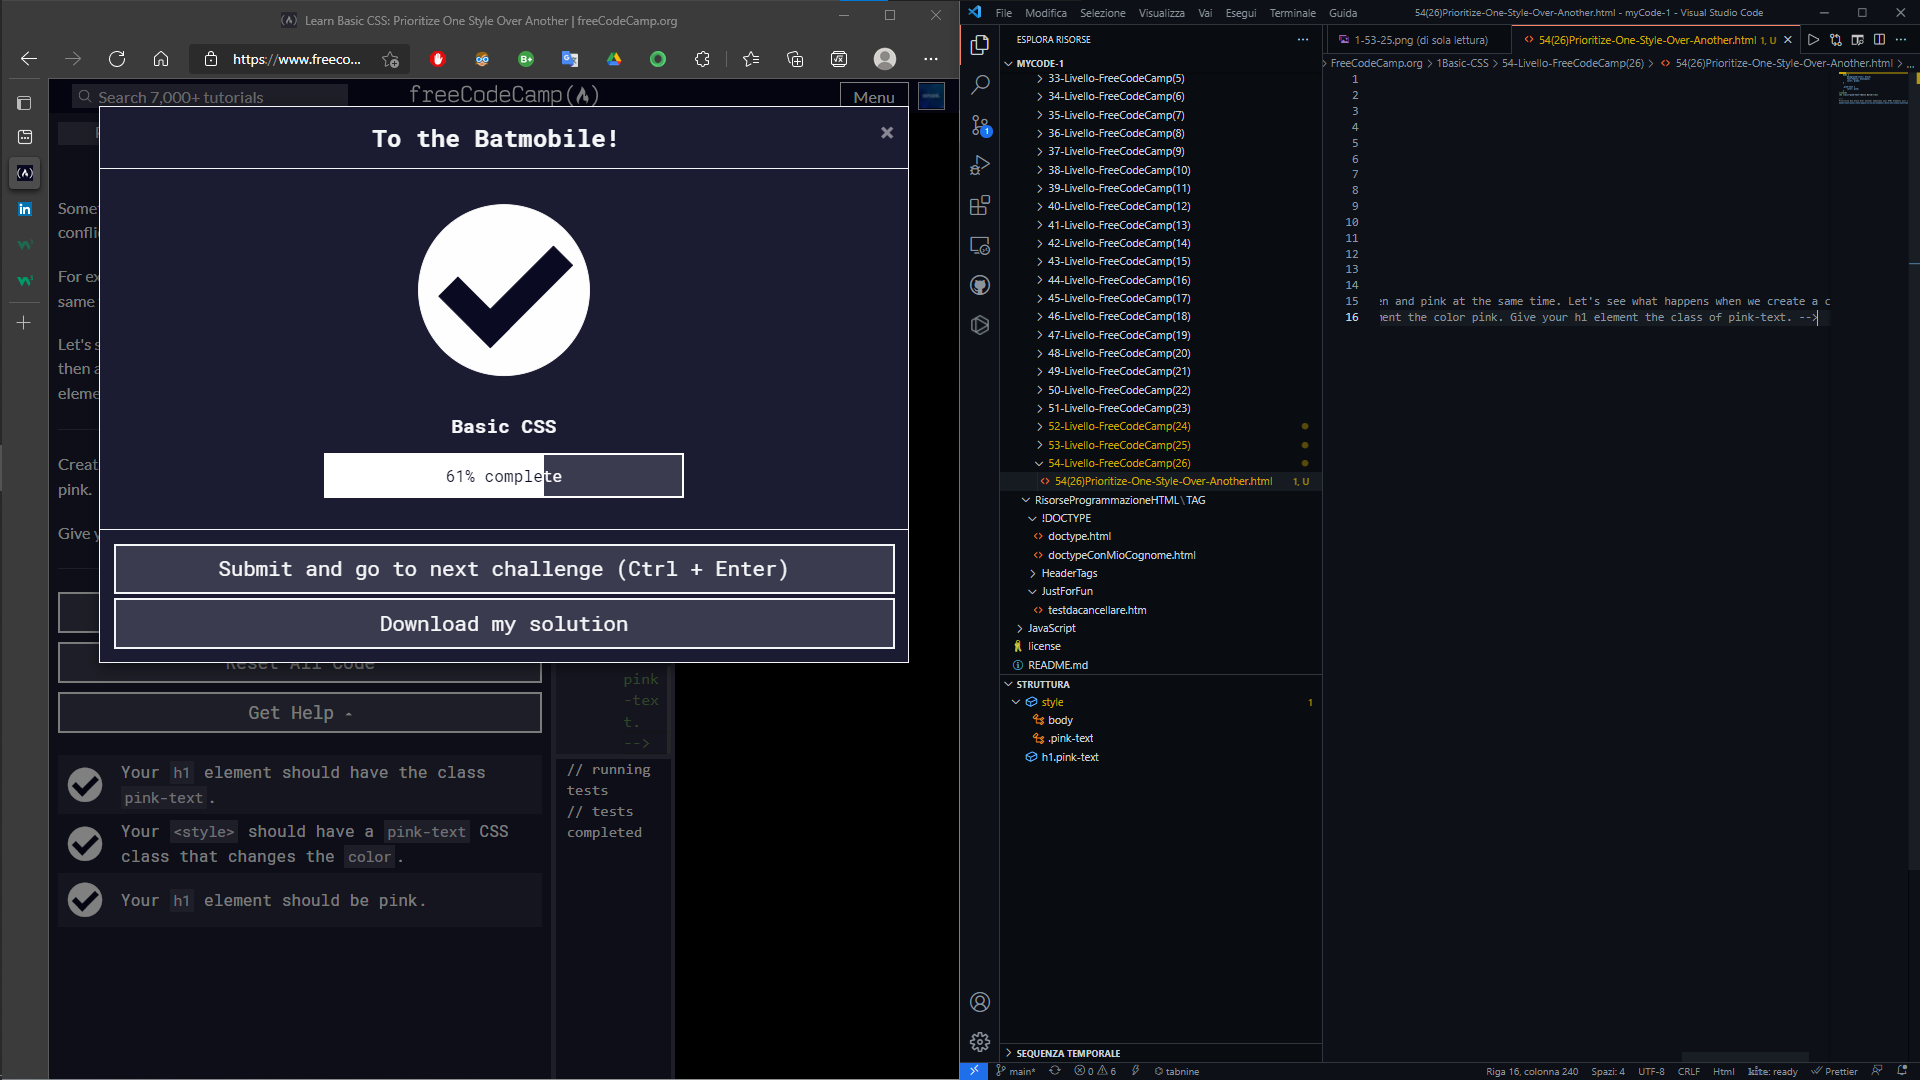 Learn Basic CSS: Prioritize One Style Over Another | freeCodeCamp.org
https://www.freeco...
Search 7,000+ tutorials
freeCodeCamp(
Menu
To the Batmobile!
×
Some
confli
For ex
same
Let's s
then a
eleme
Creat
pink.
Give y
Basic CSS
61% complete
Submit and go to next challenge (Ctrl + Enter)
Download my solution
Reset All Code
Get Help
pink
-tex
t.
-->
Your h1 element should have the class
pink-text.
Your <style> should have a pink-text CSS
class that changes the color.
Your h1 element should be pink.
// running
tests
// tests
completed
File Modifica Selezione Visualizza Vai Esegui Terminale Guida
54(26)Prioritize-One-Style-Over-Another.html - myCode-1 - Visual Studio Code
ESPLORA RISORSE
1-53-25.png (di sola lettura)
54(26)Prioritize-One-Style-Over-Another.html 1, U
MYCODE-1
FreeCodeCamp.org > 1Basic-CSS > 54-Livello-FreeCodeCamp(26) > 54(26)Prioritize-One-Style-Over-Another.html > ...
33-Livello-FreeCodeCamp(5)
34-Livello-FreeCodeCamp(6)
35-Livello-FreeCodeCamp(7)
36-Livello-FreeCodeCamp(8)
37-Livello-FreeCodeCamp(9)
38-Livello-FreeCodeCamp(10)
39-Livello-FreeCodeCamp(11)
40-Livello-FreeCodeCamp(12)
41-Livello-FreeCodeCamp(13)
42-Livello-FreeCodeCamp(14)
43-Livello-FreeCodeCamp(15)
44-Livello-FreeCodeCamp(16)
45-Livello-FreeCodeCamp(17)
46-Livello-FreeCodeCamp(18)
47-Livello-FreeCodeCamp(19)
48-Livello-FreeCodeCamp(20)
49-Livello-FreeCodeCamp(21)
50-Livello-FreeCodeCamp(22)
51-Livello-FreeCodeCamp(23)
52-Livello-FreeCodeCamp(24)
53-Livello-FreeCodeCamp(25)
54-Livello-FreeCodeCamp(26)
54(26)Prioritize-One-Style-Over-Another.html 1, U
RisorseProgrammazioneHTML\TAG
!DOCTYPE
doctype.html
doctypeConMioCognome.html
HeaderTags
JustForFun
testdacancellare.htm
JavaScript
license
README.md
STRUTTURA
style 1
body
.pink-text
h1.pink-text
SEQUENZA TEMPORALE
1
2
3
4
5
6
7
8
9
10
11
12
13
14
15 en and pink at the same time. Let's see what happens when we create a c
16 ment the color pink. Give your h1 element the class of pink-text. -->
main* 0 6 tabnine
Riga 16, colonna 240 Spazi: 4 UTF-8 CRLF Html kite: ready Prettier